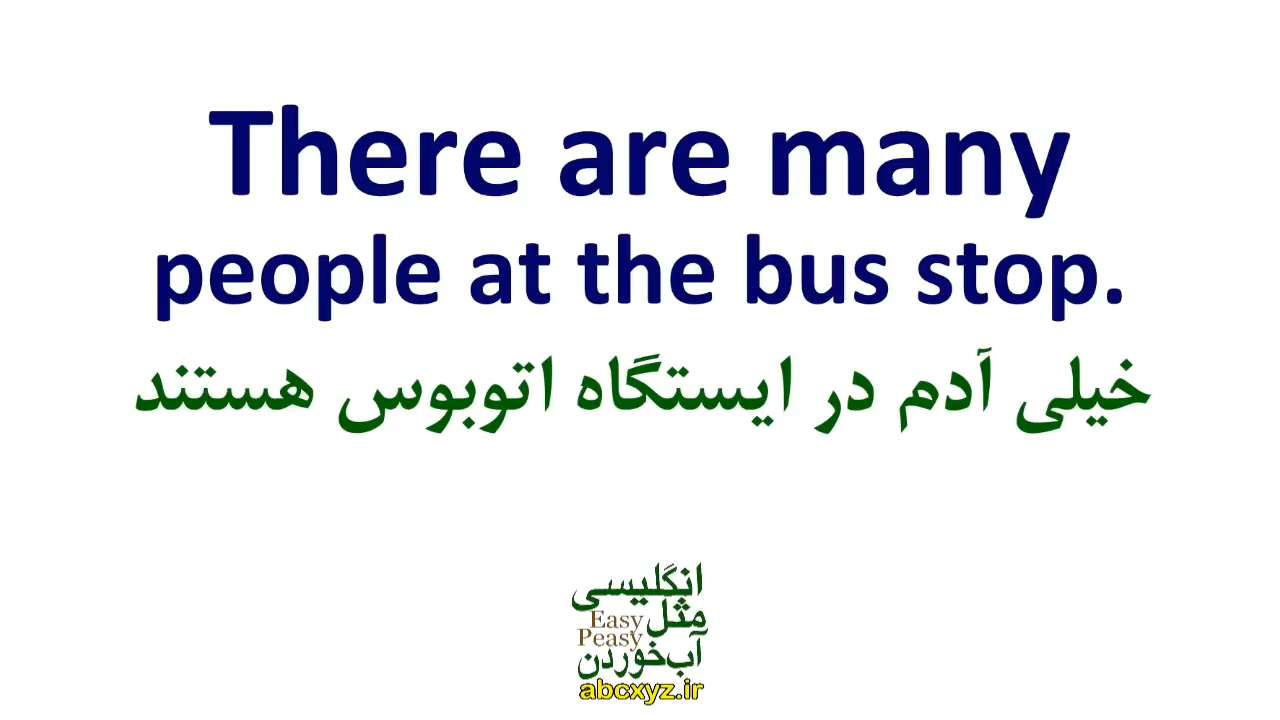 There are many
people at the bus stop.
خیلی آدم در ایستگاه اتوبوس هستند
انگلیسی
مثل
Easy
Peasy
آب‌خوردن
abcxyz.ir